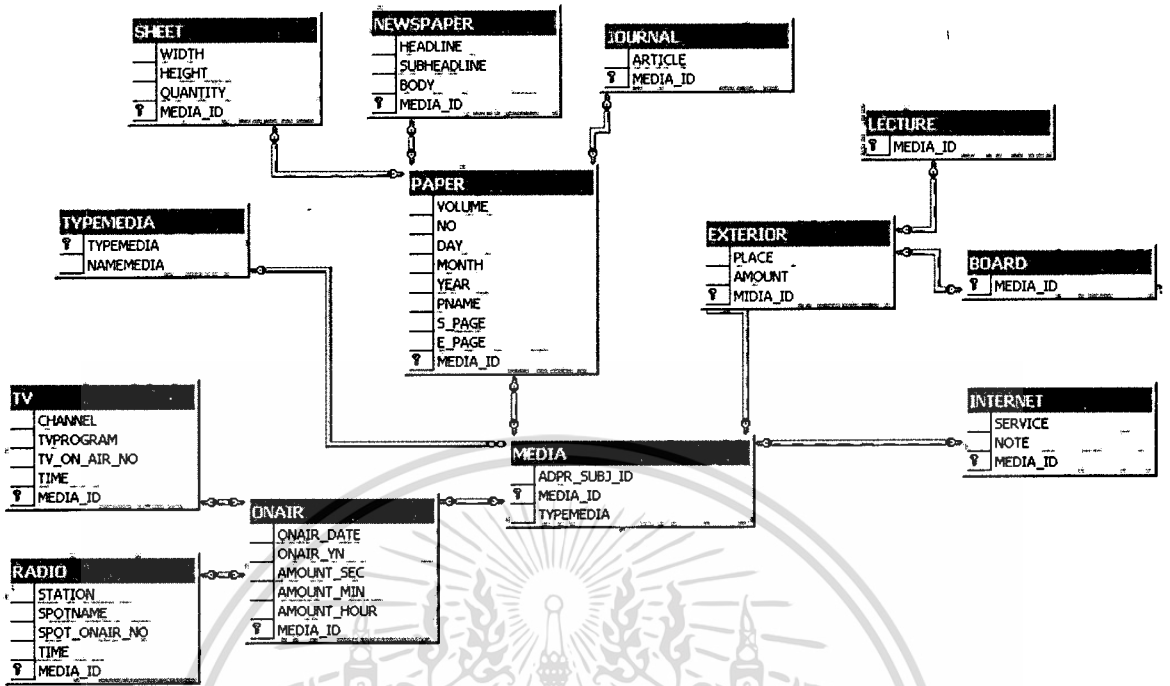 SHEET
WIDTH
HEIGHT
QUANTITY
MEDIA_ID
NEWSPAPER
HEADLINE
SUBHEADLINE
BODY
MEDIA_ID
JOURNAL
ARTICLE
MEDIA_ID
LECTURE
MEDIA_ID
PAPER
VOLUME
NO
DAY
MONTH
YEAR
PNAME
S_PAGE
E_PAGE
MEDIA_ID
TYPEMEDIA
TYPEMEDIA
NAMEMEDIA
EXTERIOR
PLACE
AMOUNT
MIDIA_ID
BOARD
MEDIA_ID
TV
CHANNEL
TVPROGRAM
TV_ON_AIR_NO
TIME
MEDIA_ID
INTERNET
SERVICE
NOTE
MEDIA_ID
MEDIA
ADPR_SUBJ_ID
MEDIA_ID
TYPEMEDIA
ONAIR
ONAIR_DATE
ONAIR_YN
AMOUNT_SEC
AMOUNT_MIN
AMOUNT_HOUR
MEDIA_ID
RADIO
STATION
SPOTNAME
SPOT_ONAIR_NO
TIME
MEDIA_ID